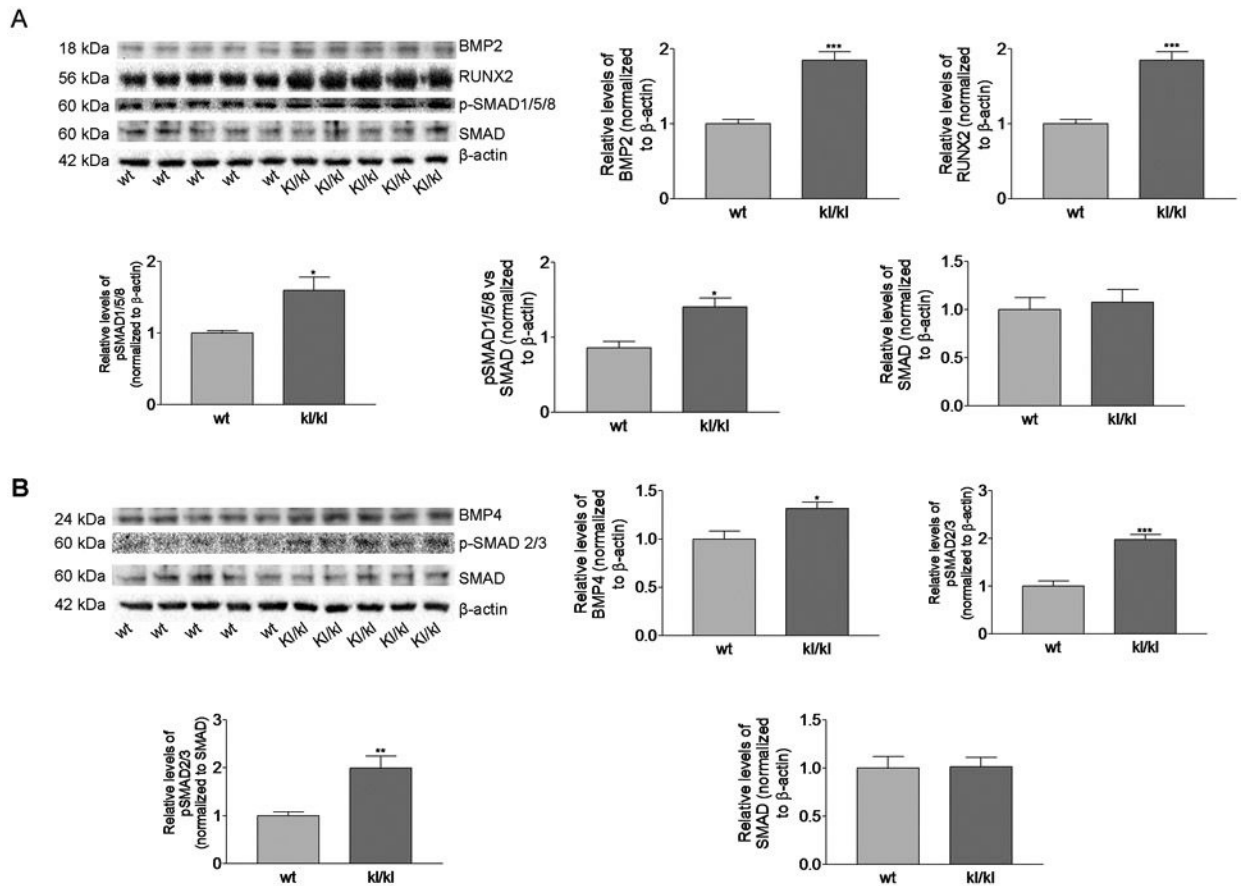 A
18 kDa
BMP2
56 kDa
RUNX2
60 kDa
p-SMAD1/5/8
60 kDa
SMAD
42 kDa
β-actin
wt wt wt wt wt Kl/kl Kl/kl Kl/kl Kl/kl Kl/kl
Relative levels of
BMP2 (normalized
to β-actin)
2
1
0
***
wt kl/kl
Relative levels of
RUNX2 (normalized
to β-actin)
2
1
0
***
wt kl/kl
Relative levels of
pSMAD1/5/8
(normalized to β-actin)
2
1
0
*
wt kl/kl
pSMAD1/5/8 vs
SMAD (normalized
to β-actin)
2
1
0
*
wt kl/kl
Relative levels of
SMAD (normalized
to β-actin)
1.5
1.0
0.5
0.0
wt kl/kl
B
24 kDa
BMP4
60 kDa
p-SMAD 2/3
60 kDa
SMAD
42 kDa
β-actin
wt wt wt wt wt Kl/kl Kl/kl Kl/kl Kl/kl Kl/kl
Relative levels of
BMP4 (normalized
to β-actin)
1.5
1.0
0.5
0.0
*
wt kl/kl
Relative levels of
pSMAD2/3
(normalized to β-actin)
3
2
1
0
***
wt kl/kl
Relative levels of
pSMAD2/3
(normalized to SMAD)
3
2
1
0
**
wt kl/kl
Relative levels of
SMAD (normalized
to β-actin)
1.5
1.0
0.5
0.0
wt kl/kl